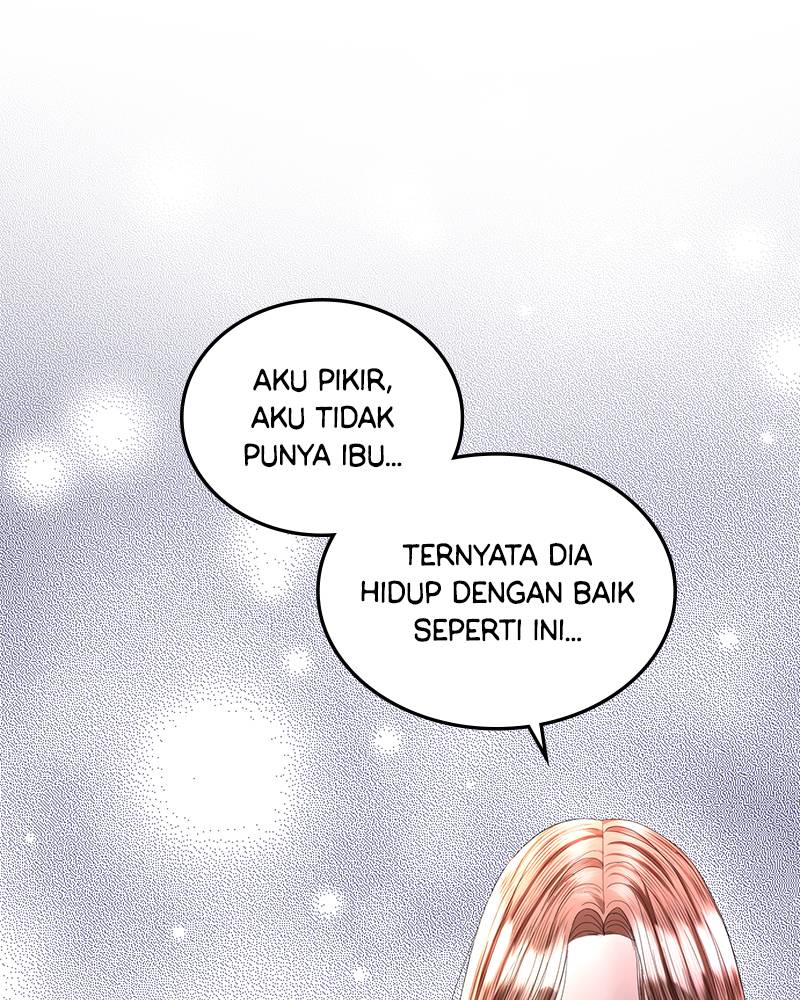 AKU PIKIR,
AKU TIDAK
PUNYA IBU...
TERNYATA DIA
HIDUP DENGAN BAIK
SEPERTI INI...